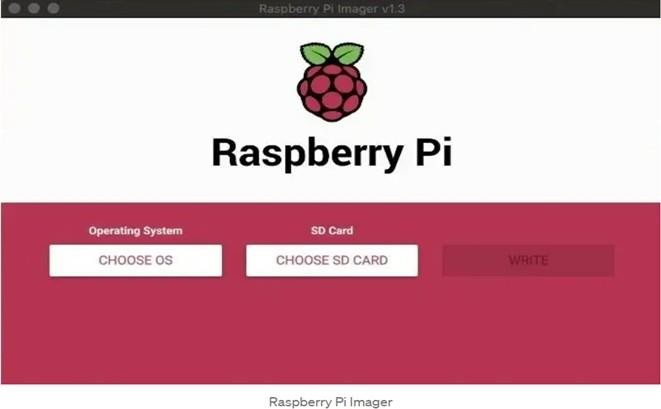 Raspberry Pi Imager v1.3
Raspberry Pi
Operating System
SD Card
CHOOSE OS
CHOOSE SD CARD
WRITE
Raspberry Pi Imager